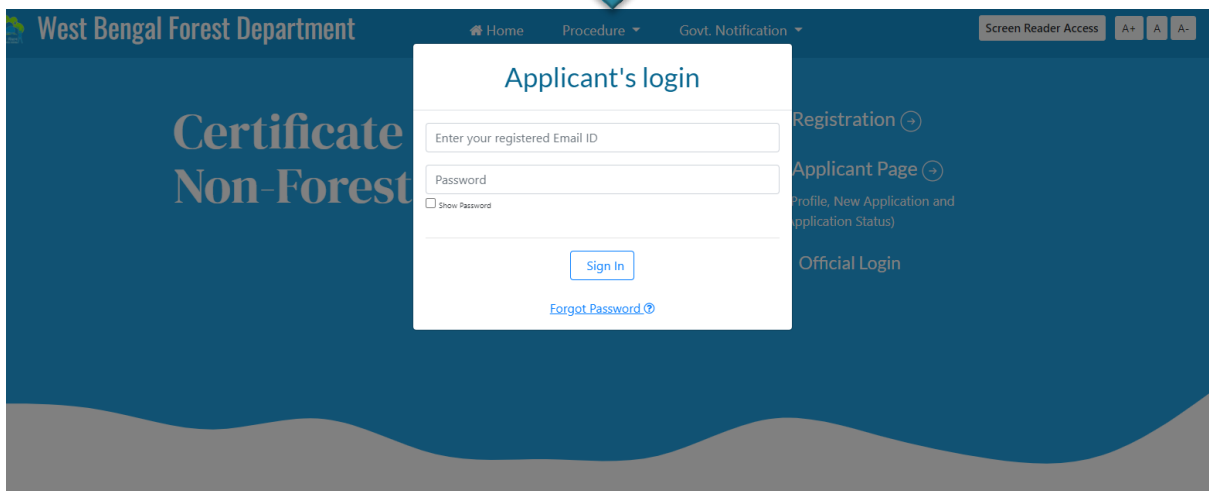 West Bengal Forest Department
Home Procedure Govt. Notification
Screen Reader Access A+ A A-
Applicant's login
Enter your registered Email ID
Password
Show Password
Sign In
Forgot Password
Certificate
Non-Forest
Registration
Applicant Page
Profile, New Application and
Application Status)
Official Login